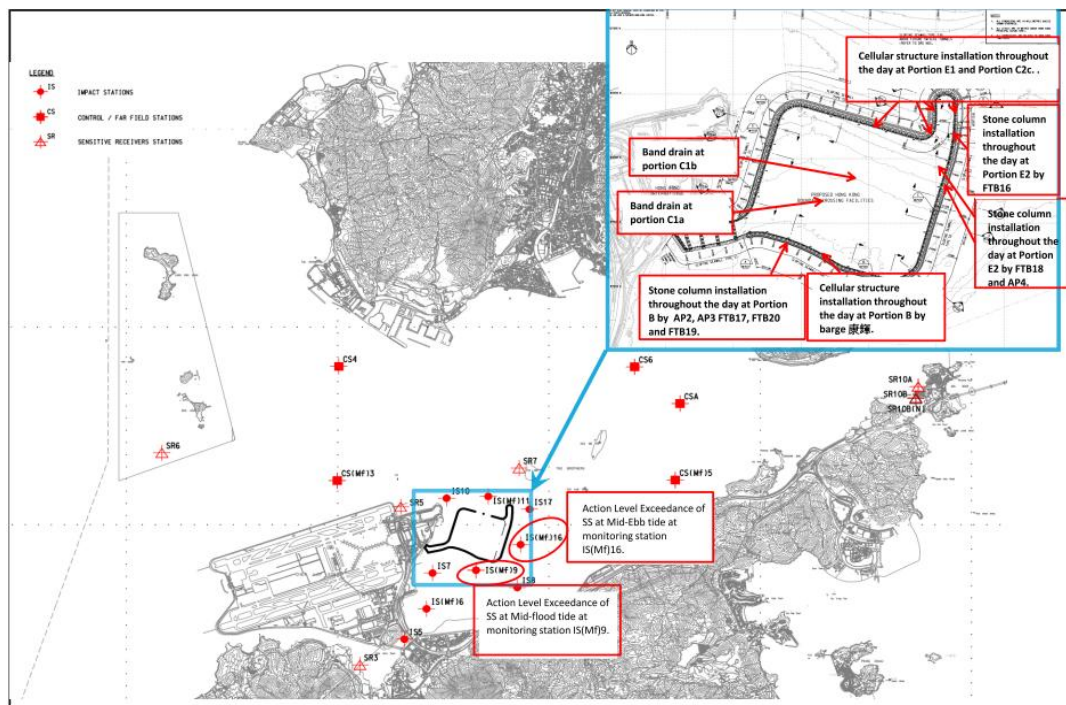 LEGEND
IS
IMPACT STATIONS
CS
CONTROL / FAR FIELD STATIONS
SR
SENSITIVE RECEIVERS STATIONS
Cellular structure installation throughout
the day at Portion E1 and Portion C2c. .
Stone column
installation
throughout
the day at
Portion E2 by
FTB16
Band drain at
portion C1b
Band drain at
portion C1a
PROPOSED HONG KONG
Stone column
installation
throughout the
day at Portion
E2 by FTB18
and AP4.
Stone column installation
throughout the day at Portion
B by AP2, AP3 FTB17, FTB20
and FTB19.
Cellular structure
installation throughout
the day at Portion B by
barge 康輝.
CS4
CS6
CSA
SR10A
SR10B
SR10B(N)
SR6
CS(Mf)3
SR7
CS(Mf)5
SR5
IS10
IS(Mf)11
IS17
IS(Mf)16
Action Level Exceedance of
SS at Mid-Ebb tide at
monitoring station
IS(Mf)16.
IS7
IS(Mf)9
IS8
IS(Mf)6
Action Level Exceedance of
SS at Mid-flood tide at
monitoring station IS(Mf)9.
IS5
SR3